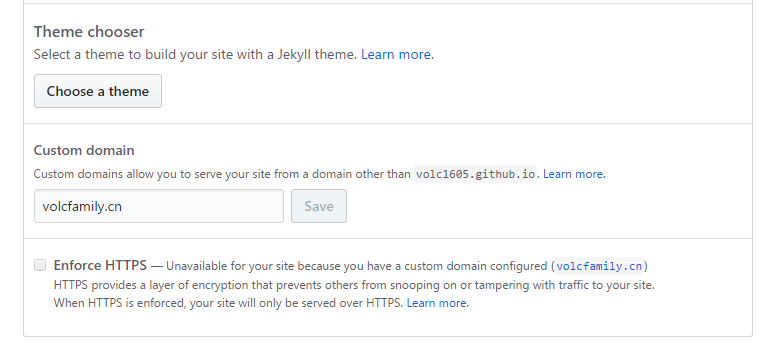 Theme chooser
Select a theme to build your site with a Jekyll theme. Learn more.
Choose a theme
Custom domain
Custom domains allow you to serve your site from a domain other than volc1605.github.io. Learn more.
volcfamily.cn Save
Enforce HTTPS — Unavailable for your site because you have a custom domain configured (volcfamily.cn)
HTTPS provides a layer of encryption that prevents others from snooping on or tampering with traffic to your site.
When HTTPS is enforced, your site will only be served over HTTPS. Learn more.